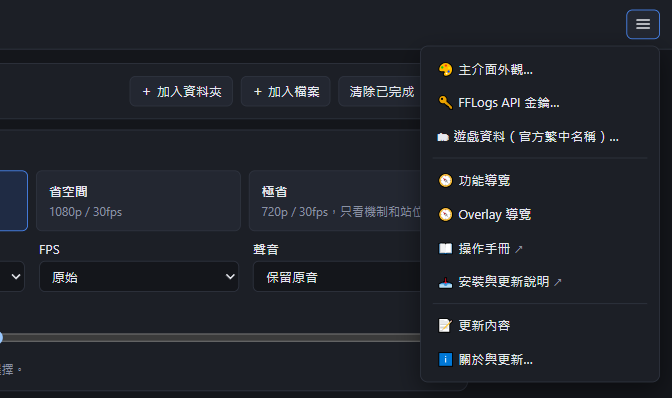 + 加入資料夾
+ 加入檔案
清除已完成
省空間
1080p / 30fps
極省
720p / 30fps，只看機制和站位
FPS
聲音
原始
保留原音
選擇。
主介面外觀...
FFLogs API 金鑰...
遊戲資料（官方繁中名稱）...
功能導覽
Overlay 導覽
操作手冊 ↗
安裝與更新說明 ↗
更新內容
關於與更新...